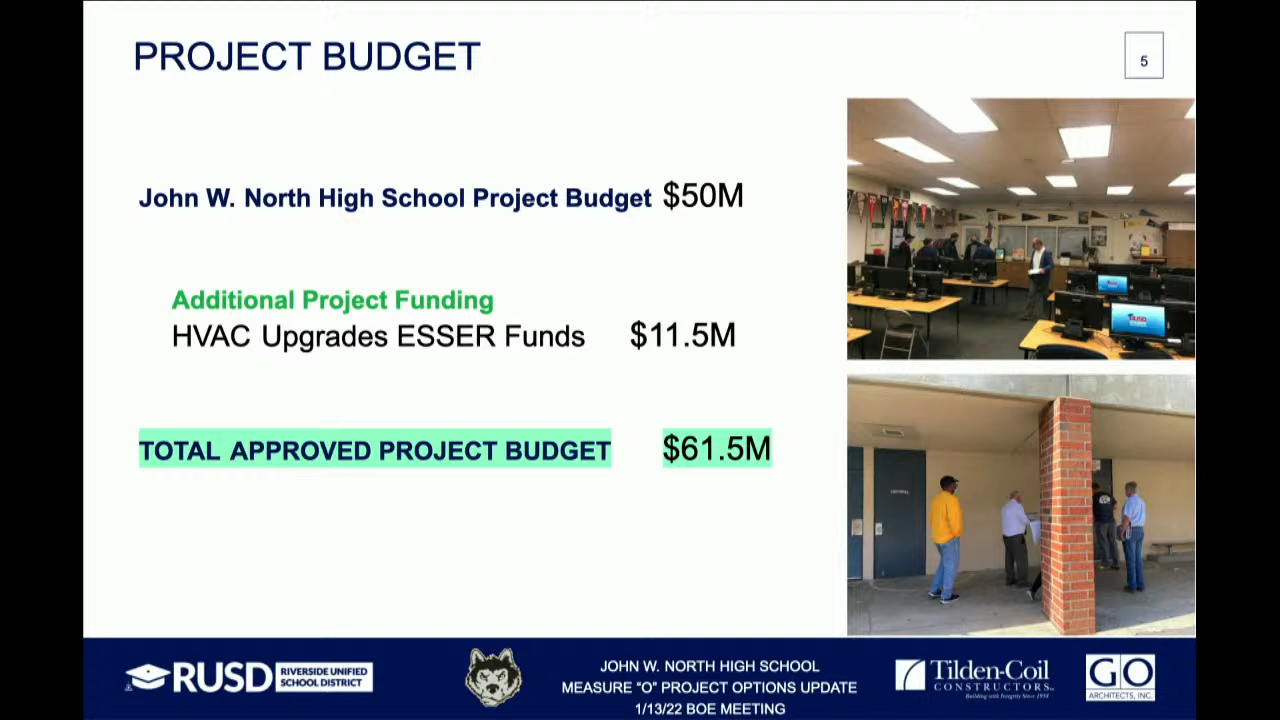 PROJECT BUDGET
5
John W. North High School Project Budget $50M
Additional Project Funding
HVAC Upgrades ESSER Funds $11.5M
TOTAL APPROVED PROJECT BUDGET $61.5M
RUSD RIVERSIDE UNIFIED
SCHOOL DISTRICT
JOHN W. NORTH HIGH SCHOOL
MEASURE “O” PROJECT OPTIONS UPDATE
1/13/22 BOE MEETING
Tilden-Coil
CONSTRUCTORS
Building with Integrity Since 1938
GO
ARCHITECTS, INC.